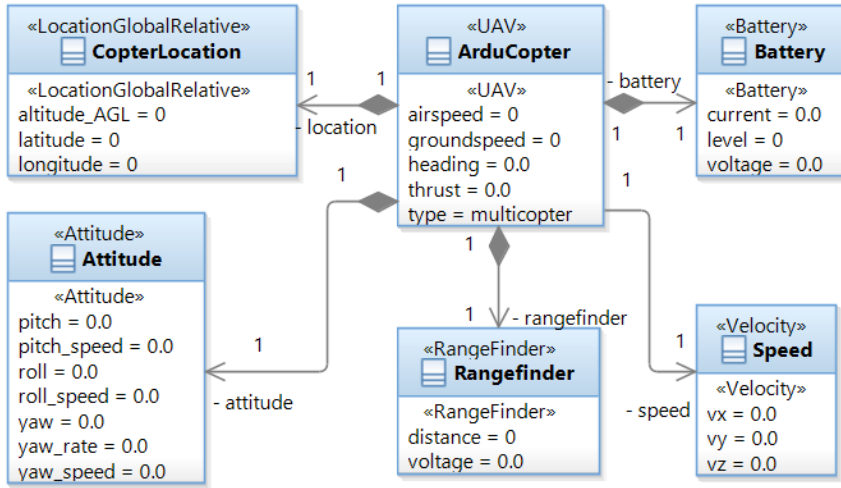 «LocationGlobalRelative»
CopterLocation
«LocationGlobalRelative»
altitude_AGL = 0
latitude = 0
longitude = 0
1
1
- location
«UAV»
ArduCopter
«UAV»
airspeed = 0
groundspeed = 0
heading = 0.0
thrust = 0.0
type = multicopter
- battery
1
1
«Battery»
Battery
«Battery»
current = 0.0
level = 0
voltage = 0.0
1
1
- attitude
«Attitude»
Attitude
«Attitude»
pitch = 0.0
pitch_speed = 0.0
roll = 0.0
roll_speed = 0.0
yaw = 0.0
yaw_rate = 0.0
yaw_speed = 0.0
1
1
- rangefinder
«RangeFinder»
Rangefinder
«RangeFinder»
distance = 0
voltage = 0.0
1
1
- speed
«Velocity»
Speed
«Velocity»
vx = 0.0
vy = 0.0
vz = 0.0